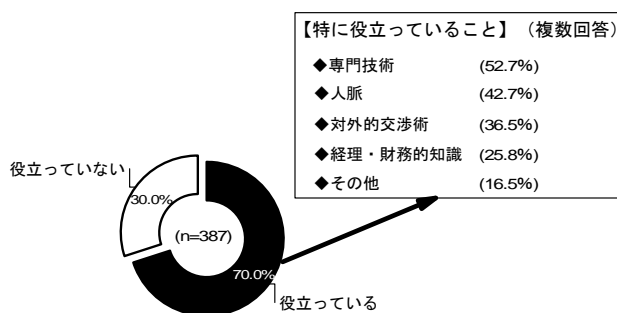 【特に役立っていること】（複数回答）
◆専門技術 (52.7%)
◆人脈 (42.7%)
◆対外的交渉術 (36.5%)
◆経理・財務的知識 (25.8%)
◆その他 (16.5%)
役立っていない
30.0%
(n=387)
70.0%
役立っている